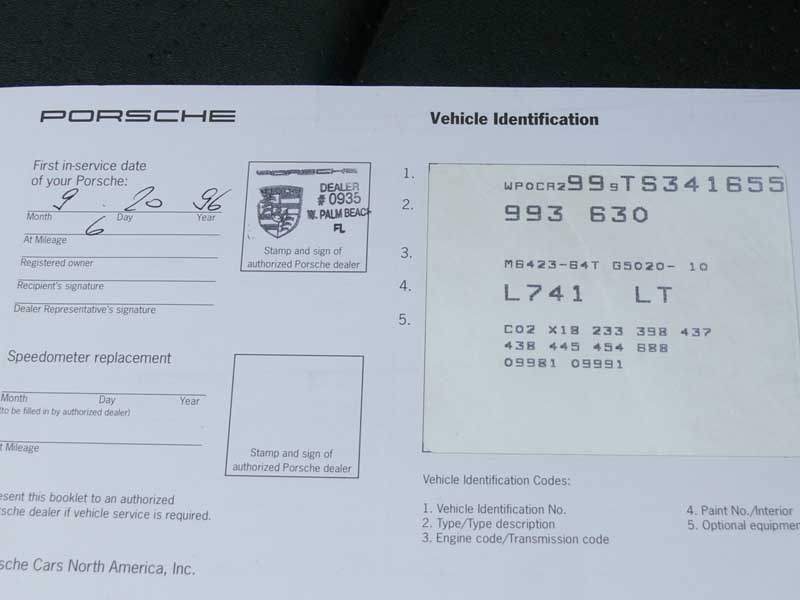 PORSCHE
First in-service date
of your Porsche:
9 . 20 96
Month Day Year
6
At Mileage
Registered owner
Recipient's signature
Dealer Representative's signature
PORSCHE
DEALER
# 0935
W. PALM BEACH
FL
Stamp and sign of
authorized Porsche dealer
Speedometer replacement
Month Day Year
(to be filled in by authorized dealer)
t Mileage
Stamp and sign of
authorized Porsche dealer
esent this booklet to an authorized
rsche dealer if vehicle service is required.
sche Cars North America, Inc.
Vehicle Identification
1. WPOCA2999TS341655
2. 993 630
3. M6423-64T G5020- 10
4. L741 LT
5. C02 X18 233 398 437
438 445 454 688
09981 09991
Vehicle Identification Codes:
1. Vehicle Identification No.
2. Type/Type description
3. Engine code/Transmission code
4. Paint No./Interior
5. Optional equipmen